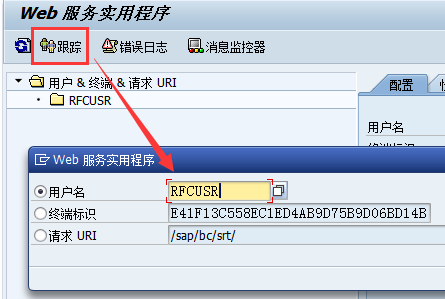 Web 服务实用程序
跟踪 错误日志 消息监控器
用户 & 终端 & 请求 URI
RFCUSR
配置
用户名
Web 服务实用程序
用户名 RFCUSR
终端标识 E41F13C558EC1ED4AB9D75B9D06BD14B
请求 URI /sap/bc/srt/